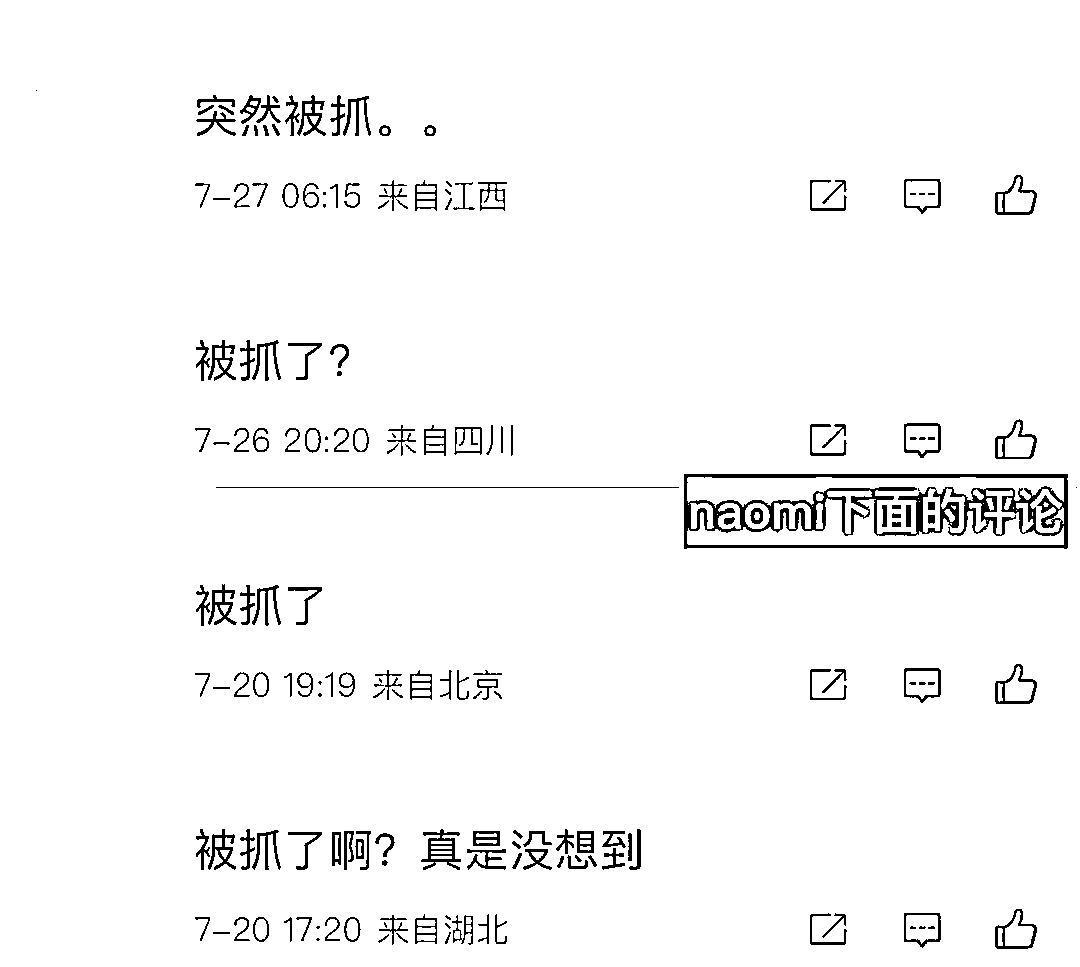 突然被抓。。
7-27 06:15 来自江西
被抓了？
7-26 20:20 来自四川
naomi下面的评论
被抓了
7-20 19:19 来自北京
被抓了啊？真是没想到
7-20 17:20 来自湖北